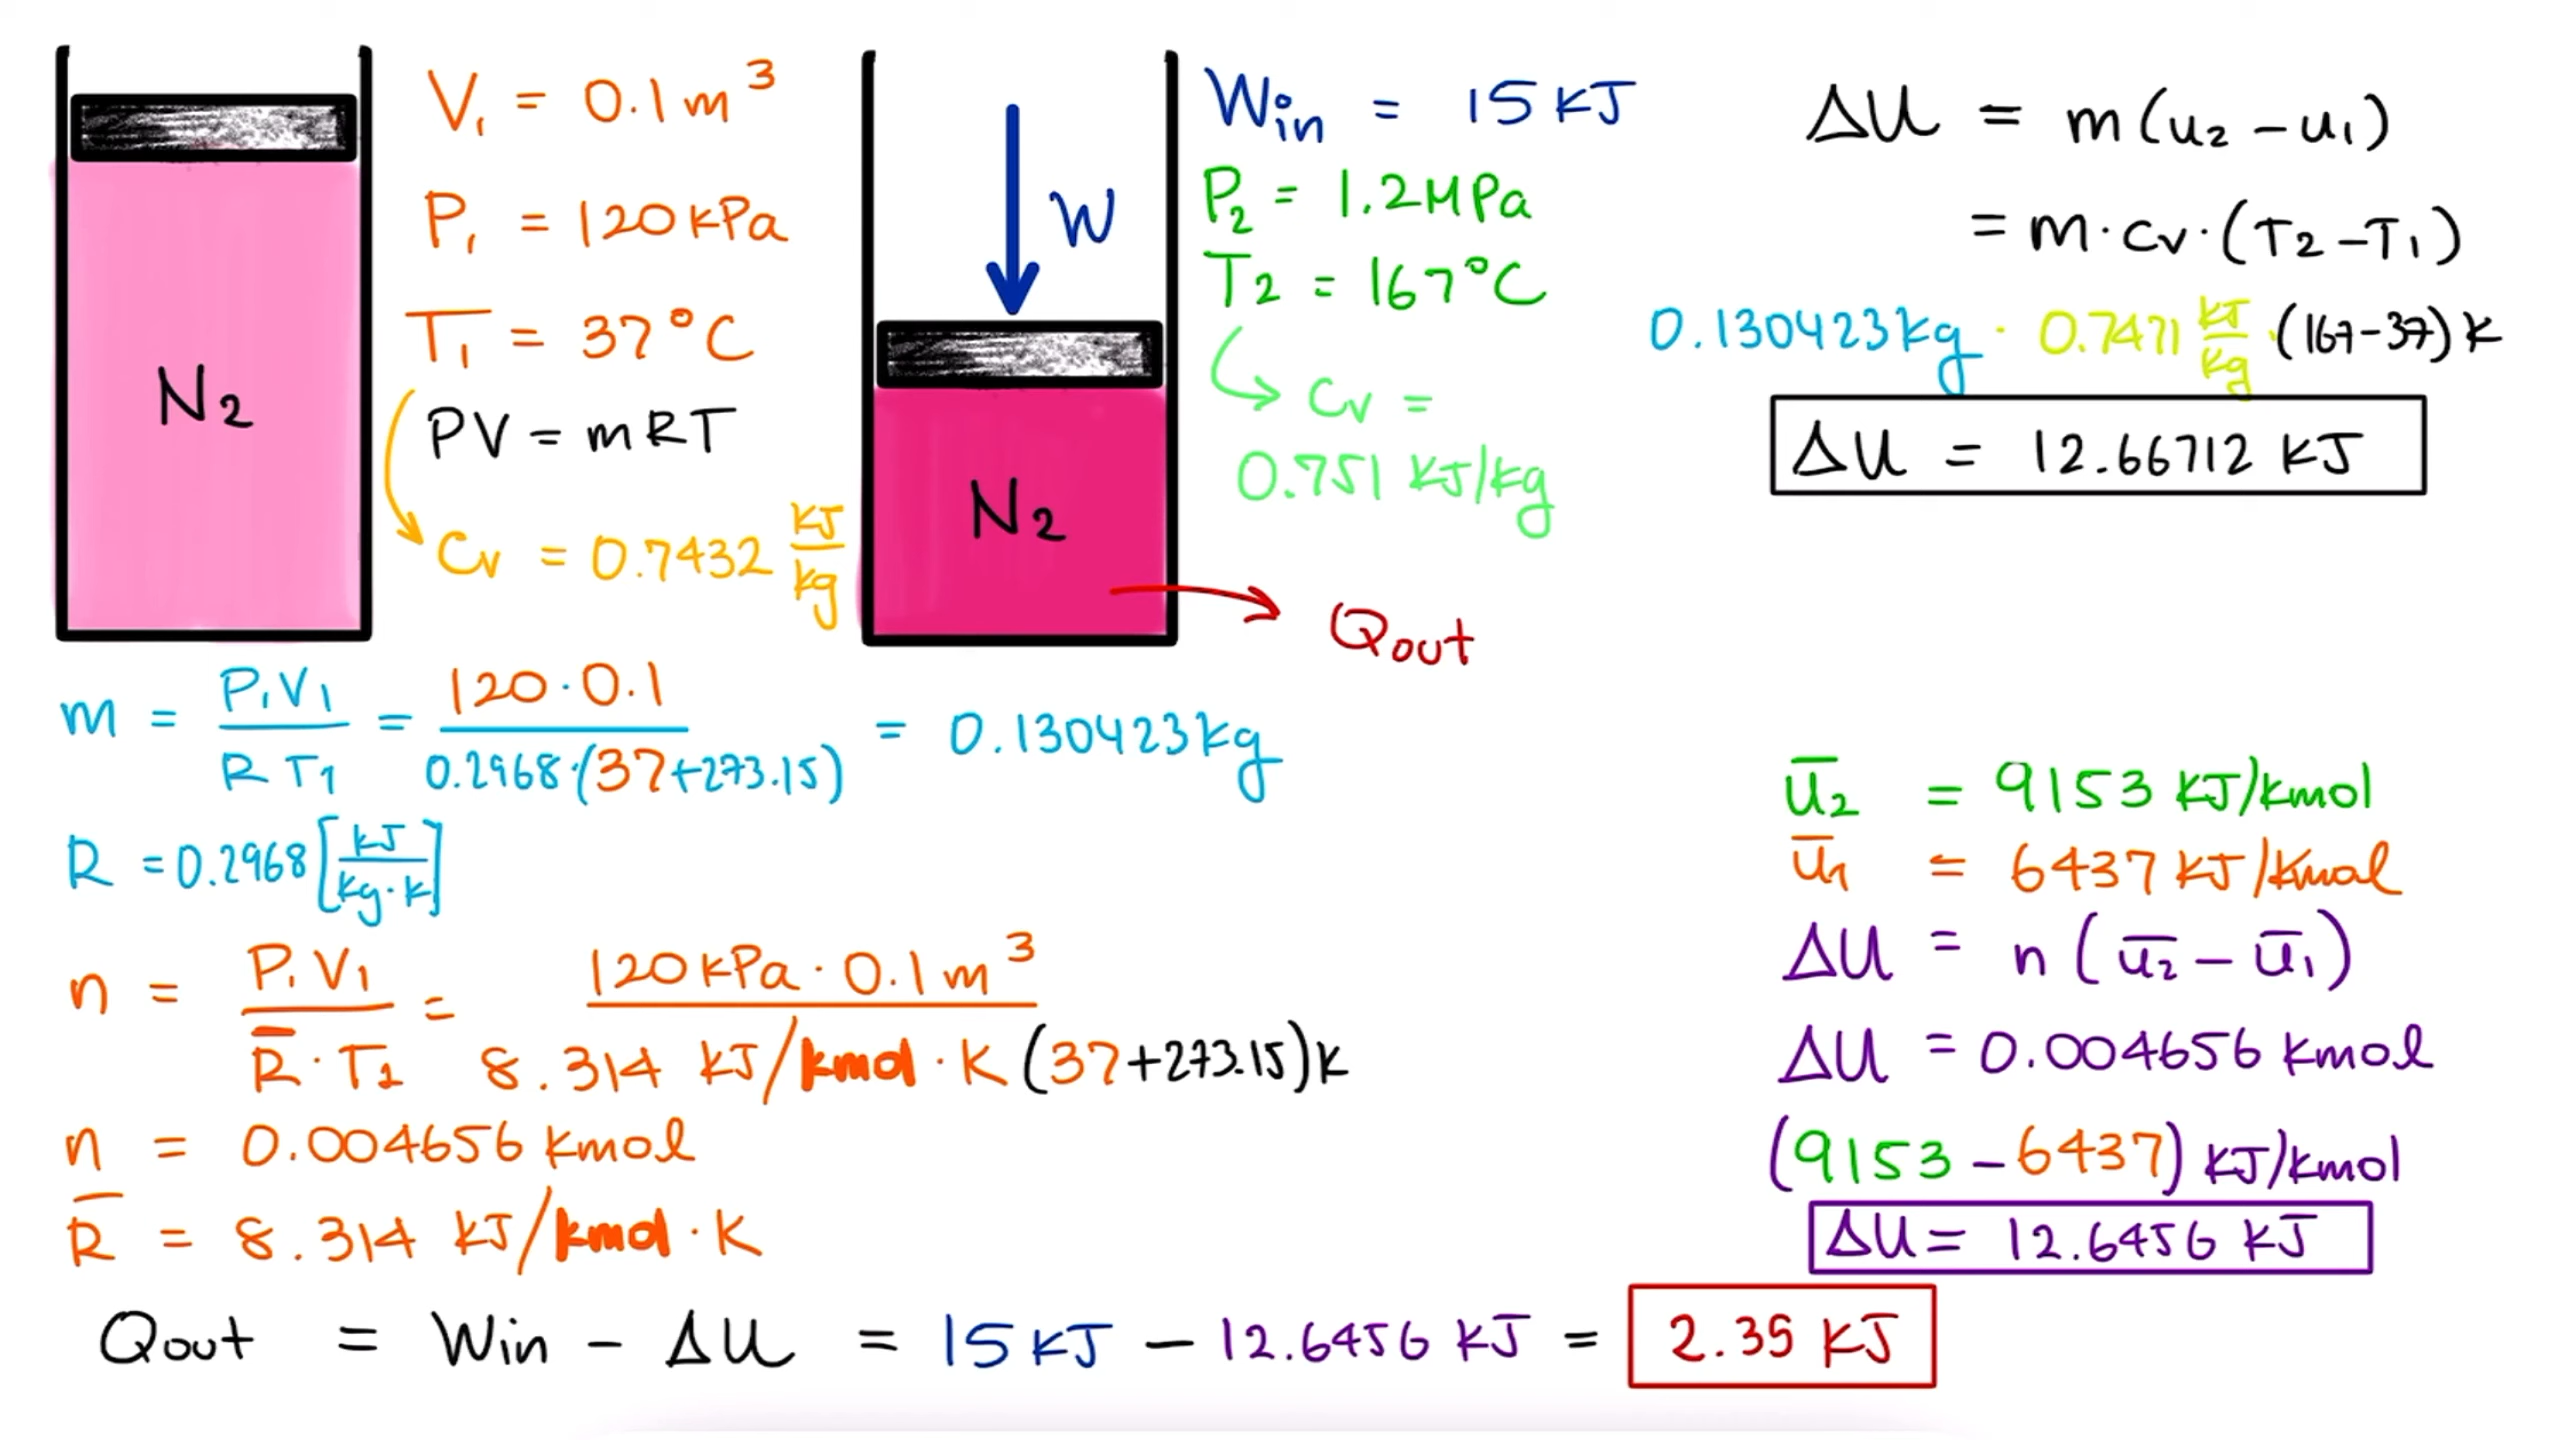 V₁ = 0.1 m³
P₁ = 120 kPa
T₁ = 37°C
PV = mRT
Cv = 0.7432 kJ/kg
N₂
W
N₂
Win = 15 kJ
P₂ = 1.2 MPa
T₂ = 167°C
Cv =
0.751 kJ/kg
Qout
ΔU = m(u₂ - u₁)
= m · cv · (T₂ - T₁)
0.130423 kg · 0.7471 kJ/kg · (167-37) K
ΔU = 12.66712 kJ
m = P₁V₁ / R T₁ = 120 · 0.1 / 0.2968 · (37+273.15) = 0.130423 kg
R = 0.2968 [kJ / kg · K]
n = P₁V₁ / R̅ · T₁ = 120 kPa · 0.1 m³ / 8.314 kJ/kmol · K (37+273.15) K
n = 0.004656 kmol
R̅ = 8.314 kJ/kmol · K
u̅₂ = 9153 kJ/kmol
u̅₁ = 6437 kJ/kmol
ΔU = n (u̅₂ - u̅₁)
ΔU = 0.004656 kmol
(9153 - 6437) kJ/kmol
ΔU = 12.6456 kJ
Qout = Win - ΔU = 15 kJ - 12.6456 kJ = 2.35 kJ